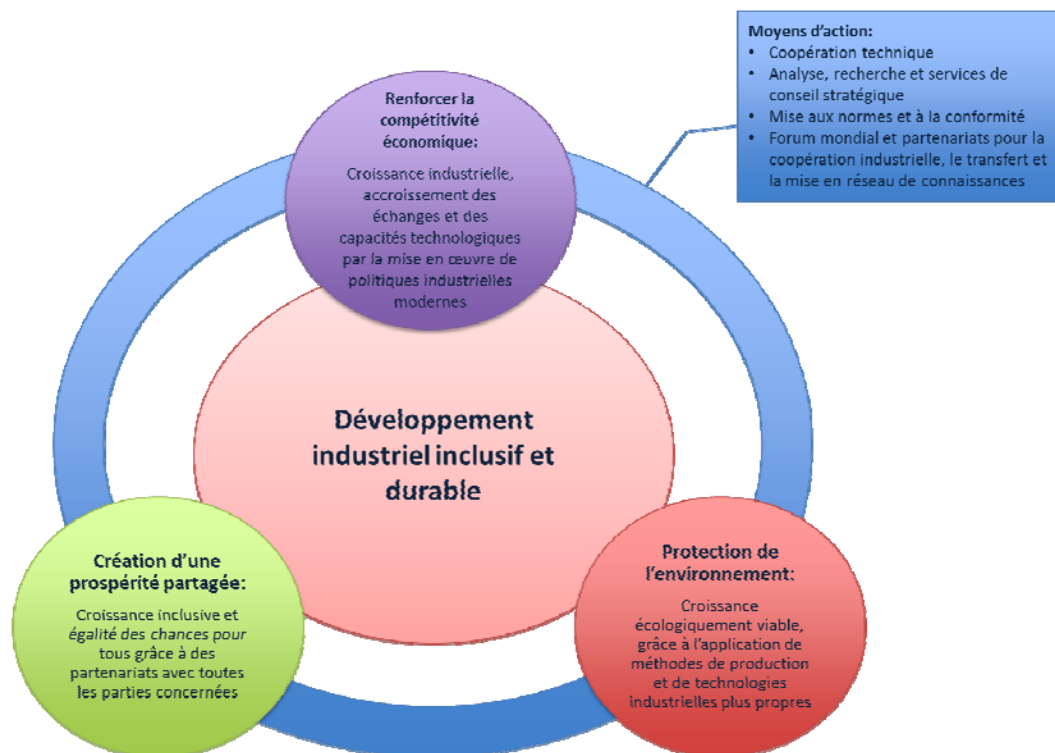 Moyens d'action:
• Coopération technique
• Analyse, recherche et services de
conseil stratégique
• Mise aux normes et à la conformité
• Forum mondial et partenariats pour la
coopération industrielle, le transfert et
la mise en réseau de connaissances
Renforcer la
compétitivité
économique:
Croissance industrielle,
accroissement des
échanges et des
capacités technologiques
par la mise en œuvre de
politiques industrielles
modernes
Développement
industriel inclusif et
durable
Création d'une
prospérité partagée:
Croissance inclusive et
égalité des chances pour
tous grâce à des
partenariats avec toutes
les parties concernées
Protection de
l'environnement:
Croissance
écologiquement viable,
grâce à l'application de
méthodes de production
et de technologies
industrielles plus propres